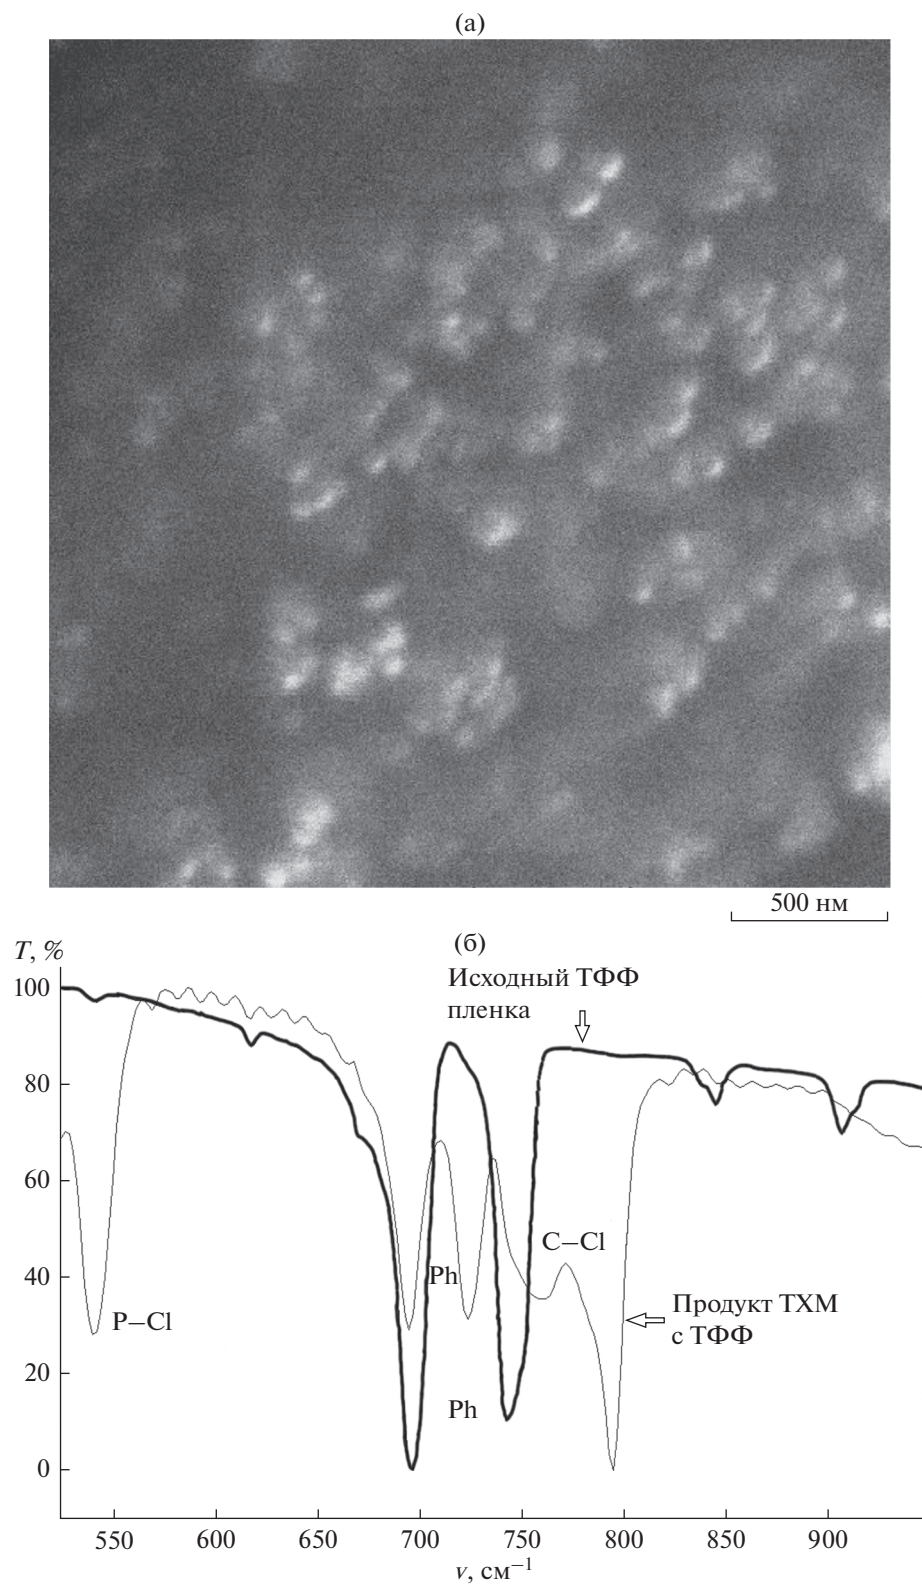 (а)
500 нм
(б)
T, %
Исходный ТФФ
пленка
100
80
60
40
20
0
P–Cl
Ph
Ph
C–Cl
Продукт ТХМ
с ТФФ
550 600 650 700 750 800 850 900
ν, см⁻¹